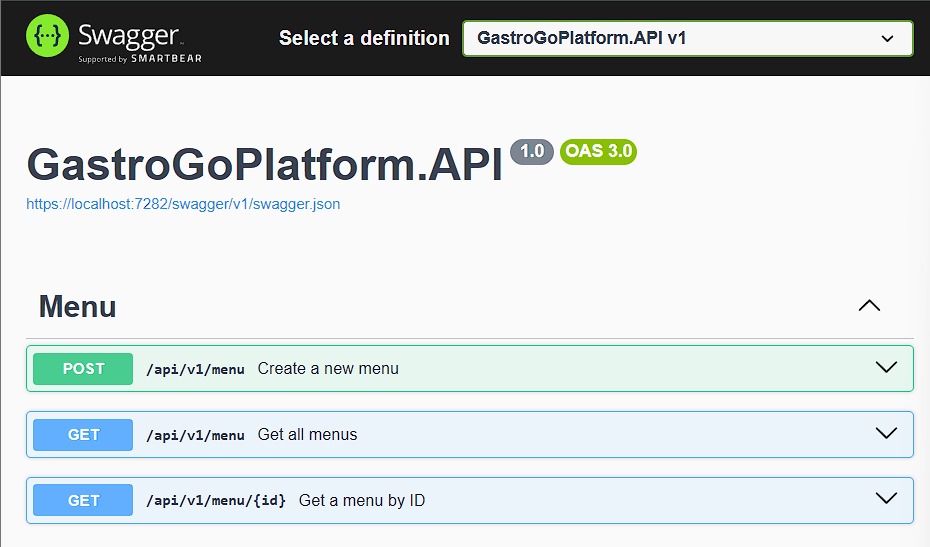 {...} Swagger
Supported by SMARTBEAR
Select a definition
GastroGoPlatform.API v1
GastroGoPlatform.API 1.0 OAS 3.0
https://localhost:7282/swagger/v1/swagger.json
Menu
POST /api/v1/menu Create a new menu
GET /api/v1/menu Get all menus
GET /api/v1/menu/{id} Get a menu by ID